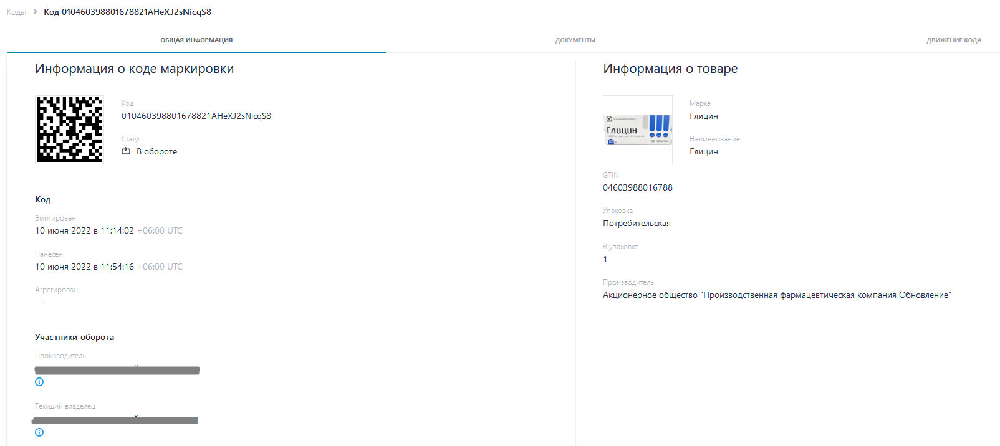 Коды > Код 010460398801678821AHeXJ2sNicqS8
ОБЩАЯ ИНФОРМАЦИЯ
ДОКУМЕНТЫ
ДВИЖЕНИЕ КОДА
Информация о коде маркировки
Код
010460398801678821AHeXJ2sNicqS8
Статус
В обороте
Код
Эмитирован
10 июня 2022 в 11:14:02 +06:00 UTC
Нанесен
10 июня 2022 в 11:54:16 +06:00 UTC
Агрегирован
—
Участники оборота
Производитель
Текущий владелец
Информация о товаре
Глицин
50 таблеток
Марка
Глицин
Наименование
Глицин
GTIN
04603988016788
Упаковка
Потребительская
В упаковке
1
Производитель
Акционерное общество "Производственная фармацевтическая компания Обновление"